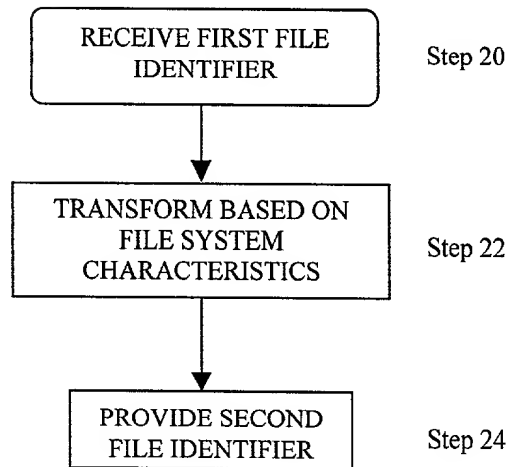 RECEIVE FIRST FILE
IDENTIFIER
Step 20
TRANSFORM BASED ON
FILE SYSTEM
CHARACTERISTICS
Step 22
PROVIDE SECOND
FILE IDENTIFIER
Step 24